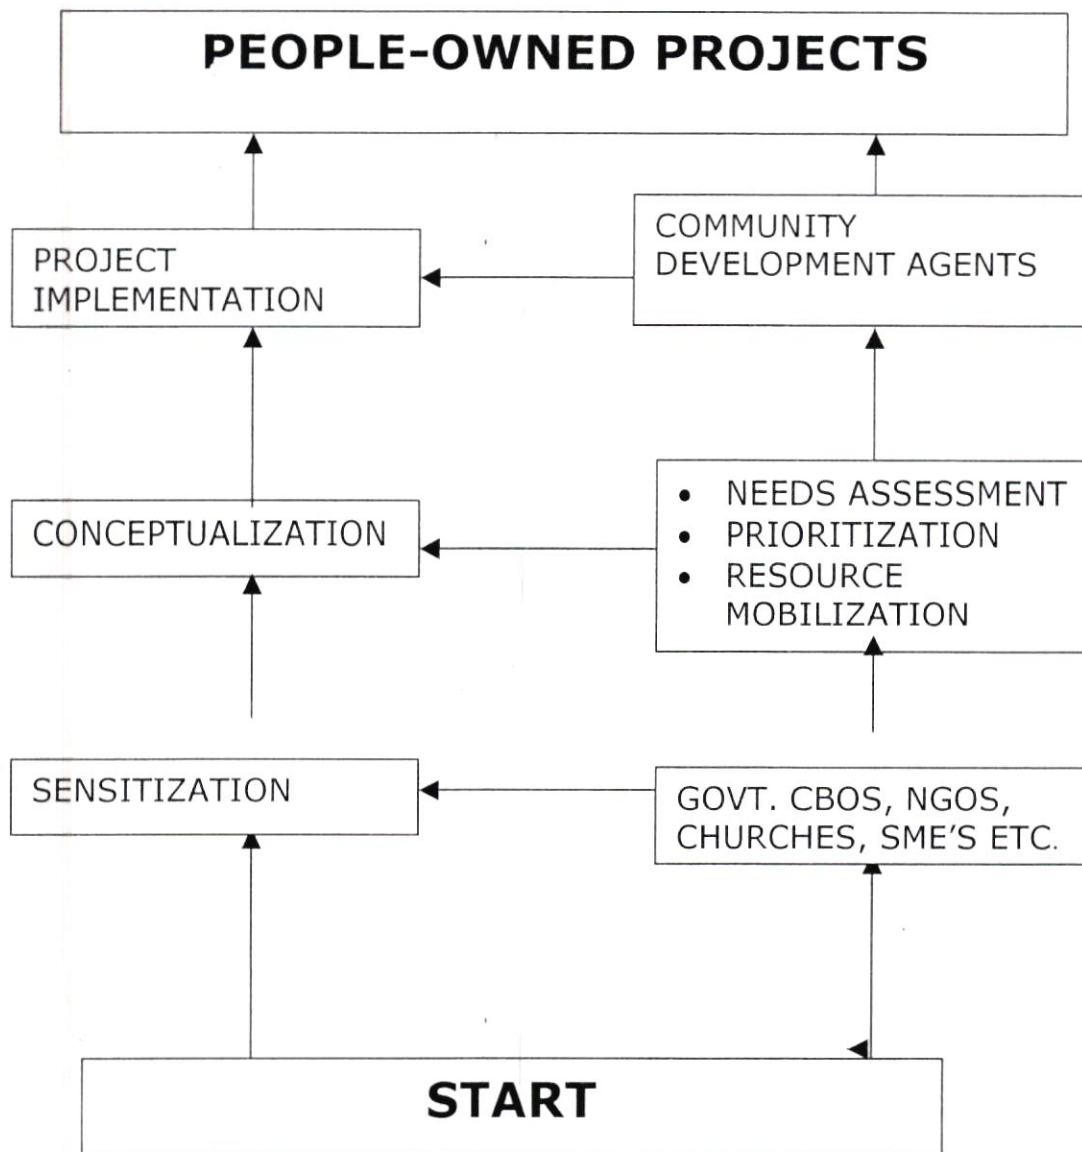 PEOPLE-OWNED PROJECTS
PROJECT
IMPLEMENTATION
COMMUNITY
DEVELOPMENT AGENTS
CONCEPTUALIZATION
• NEEDS ASSESSMENT
• PRIORITIZATION
• RESOURCE
MOBILIZATION
SENSITIZATION
GOVT. CBOS, NGOS,
CHURCHES, SME'S ETC.
START